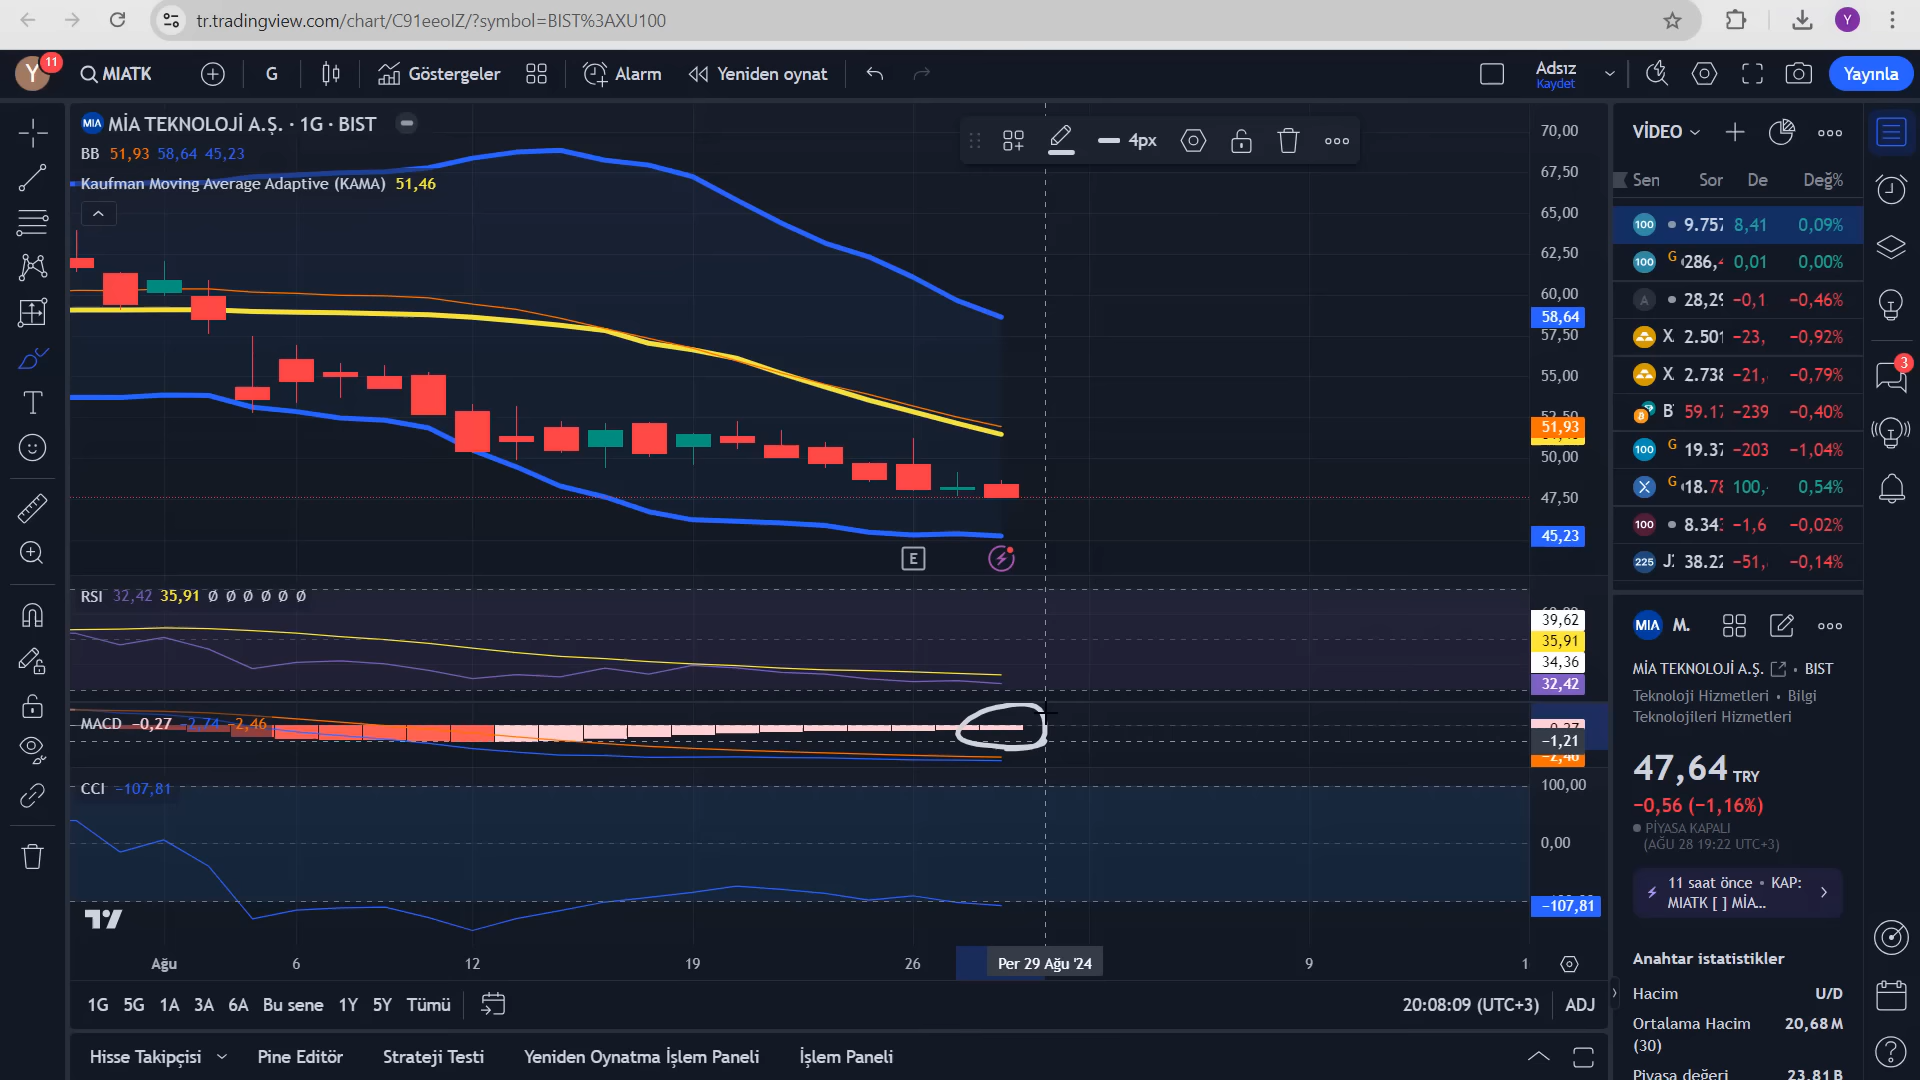 tr.tradingview.com/chart/C91eeoIZ/?symbol=BIST%3AXU100
Y
Y 11 MIATK G Göstergeler Alarm Yeniden oynat Adsız Yayınla
Kaydet
MIA MİA TEKNOLOJİ A.Ş. · 1G · BIST
BB 51,93 58,64 45,23
Kaufman Moving Average Adaptive (KAMA) 51,46
4px
70,00
67,50
65,00
62,50
60,00
58,64
57,50
55,00
52,50
51,93
50,00
47,50
45,23
E
RSI 32,42 35,91 Ø Ø Ø Ø Ø Ø
39,62
35,91
34,36
32,42
MACD −0,27 −2,74 −2,46
−0,27
−1,21
−2,46
CCI −107,81
100,00
0,00
−107,81
Ağu 6 12 19 26 Per 29 Ağu '24 9 1
1G 5G 1A 3A 6A Bu sene 1Y 5Y Tümü 20:08:09 (UTC+3) ADJ
Hisse Takipçisi Pine Editör Strateji Testi Yeniden Oynatma İşlem Paneli İşlem Paneli
VİDEO
Sen Sor De Değ%
100 9.757 8,41 0,09%
100 G 286,4 0,01 0,00%
A 28,29 −0,1 −0,46%
X 2.501 −23, −0,92%
X 2.738 −21, −0,79%
B 59.17 −239 −0,40%
100 G 19.37 −203 −1,04%
X G 18.78 100, 0,54%
100 8.343 −1,6 −0,02%
225 J 38.22 −51, −0,14%
3
MIA M.
MİA TEKNOLOJİ A.Ş. • BIST
Teknoloji Hizmetleri • Bilgi
Teknolojileri Hizmetleri
47,64 TRY
−0,56 (−1,16%)
PİYASA KAPALI
(AĞU 28 19:22 UTC+3)
11 saat önce • KAP:
MIATK [ ] MİA...
Anahtar istatistikler
Hacim U/D
Ortalama Hacim 20,68 M
(30)
Piyasa değeri 23,81 B